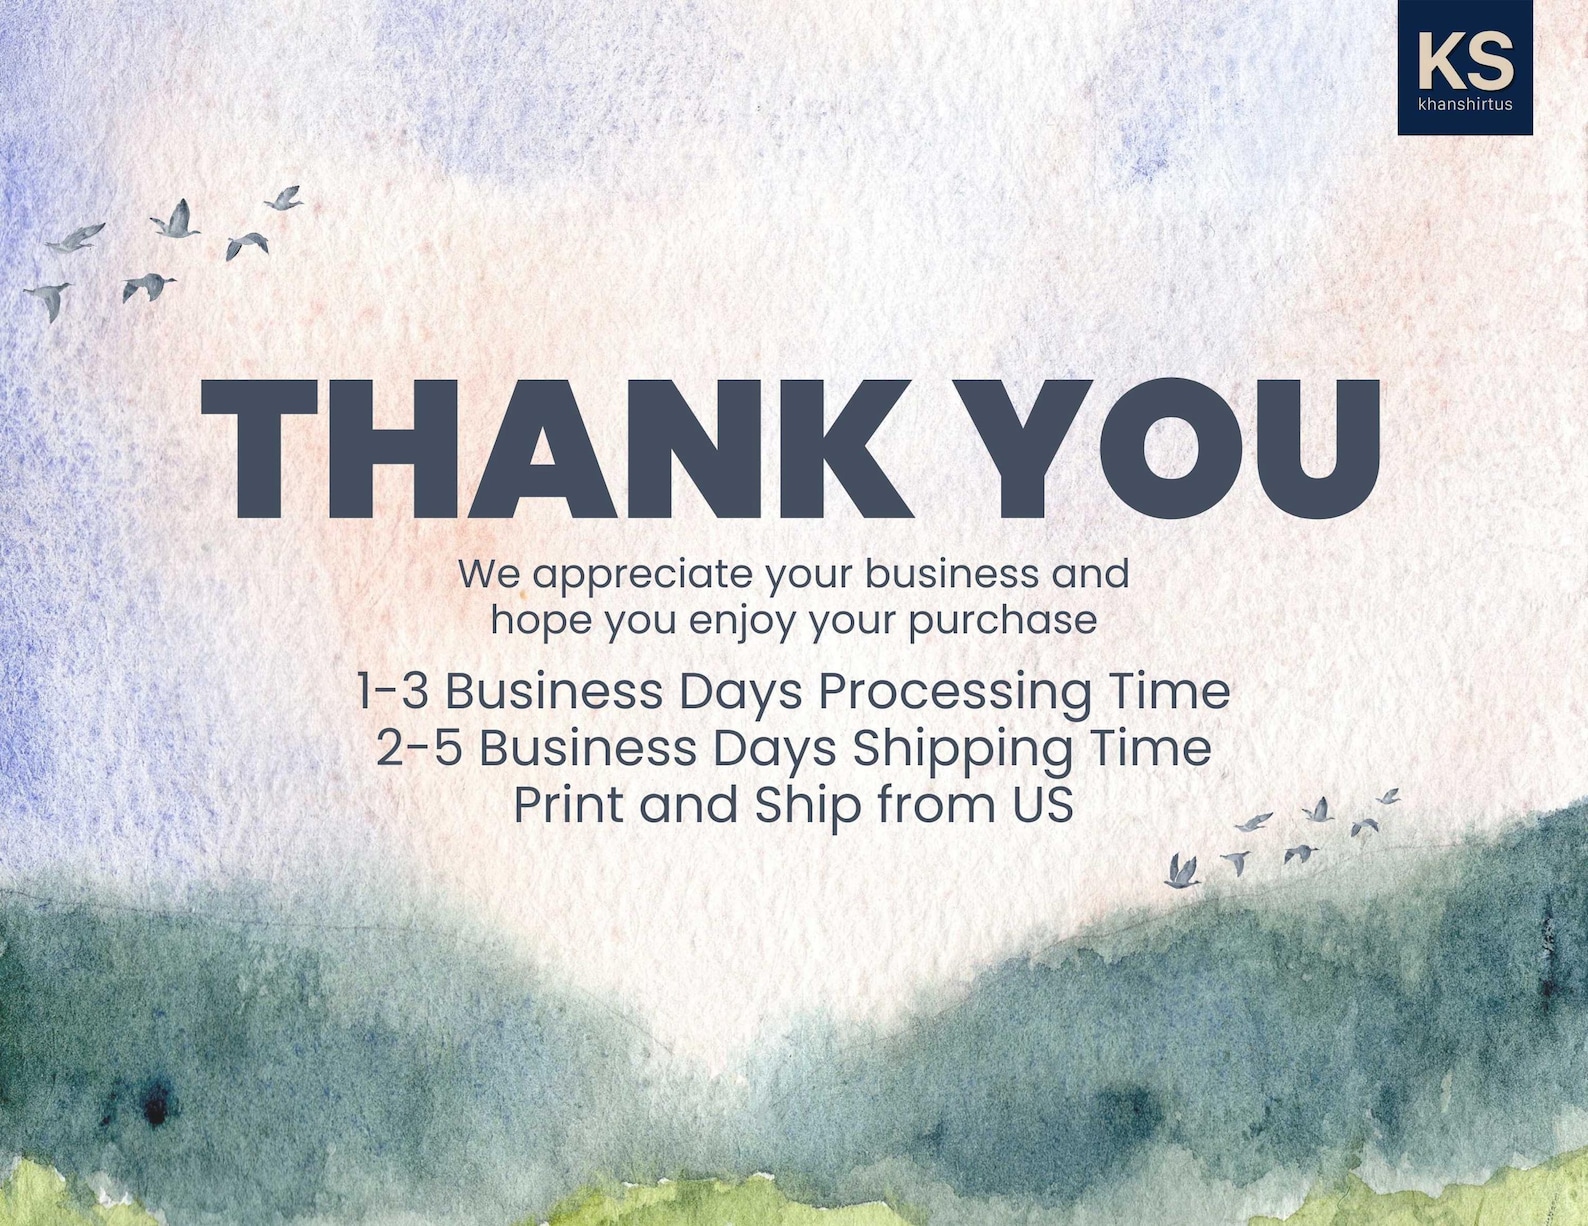 KS
khanshirtus
THANK YOU
We appreciate your business and
hope you enjoy your purchase
1-3 Business Days Processing Time
2-5 Business Days Shipping Time
Print and Ship from US